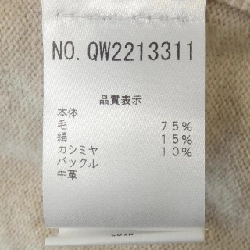 NO. QW2213311
品質表示
本体
毛 75%
絹 15%
カシミヤ 10%
バックル
牛革